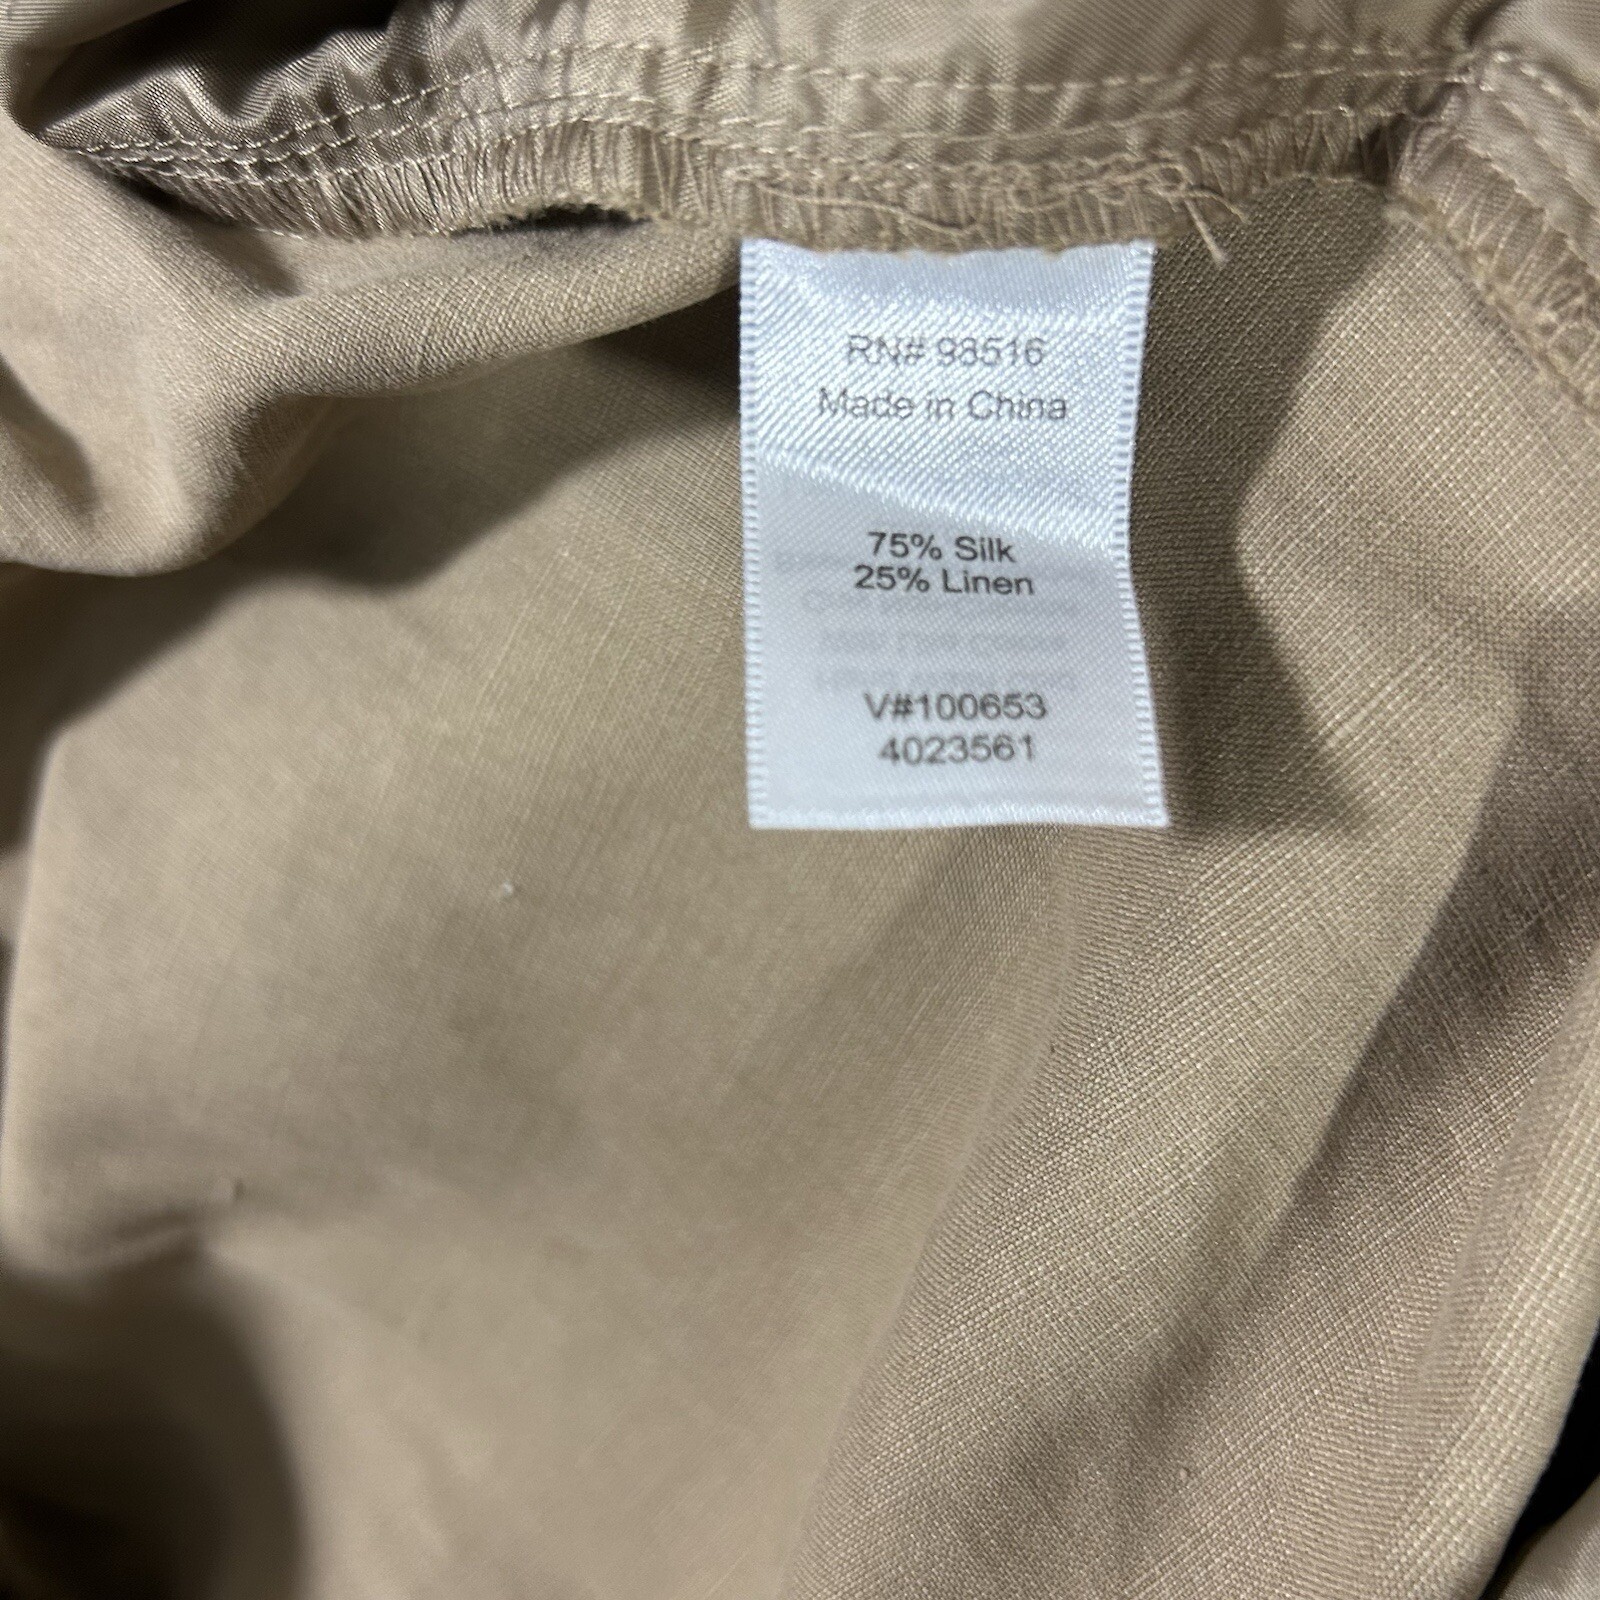 RN# 98516
Made in China
75% Silk
25% Linen
V#100653
4023561